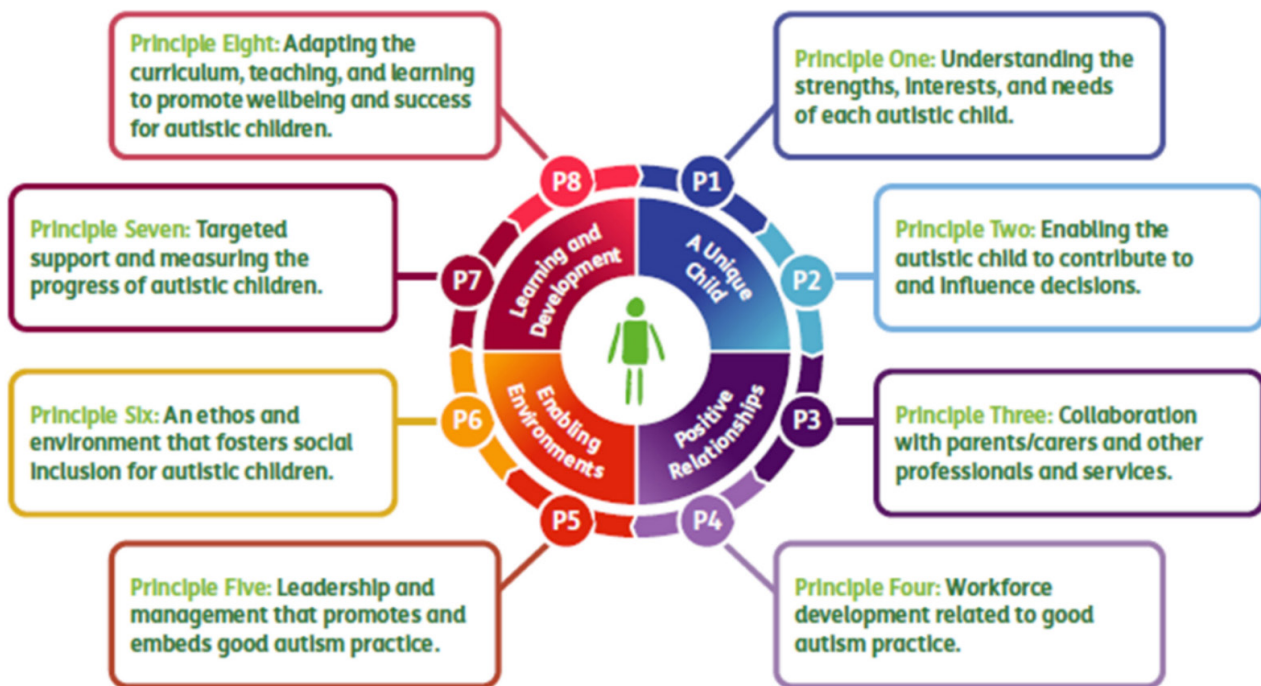 Principle Eight: Adapting the
curriculum, teaching, and learning
to promote wellbeing and success
for autistic children.
Principle One: Understanding the
strengths, interests, and needs
of each autistic child.
Principle Seven: Targeted
support and measuring the
progress of autistic children.
Principle Two: Enabling the
autistic child to contribute to
and influence decisions.
P8
P1
P7
P2
Learning and
Development
A Unique
Child
Enabling
Environments
Positive
Relationships
P6
P3
P5
P4
Principle Six: An ethos and
environment that fosters social
inclusion for autistic children.
Principle Three: Collaboration
with parents/carers and other
professionals and services.
Principle Five: Leadership and
management that promotes and
embeds good autism practice.
Principle Four: Workforce
development related to good
autism practice.